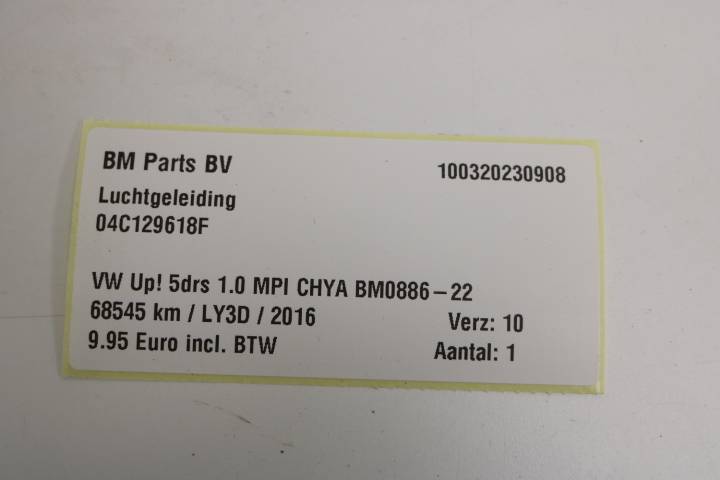 BM Parts BV 100320230908
Luchtgeleiding
04C129618F
VW Up! 5drs 1.0 MPI CHYA BM0886-22
68545 km / LY3D / 2016 Verz: 10
9.95 Euro incl. BTW Aantal: 1